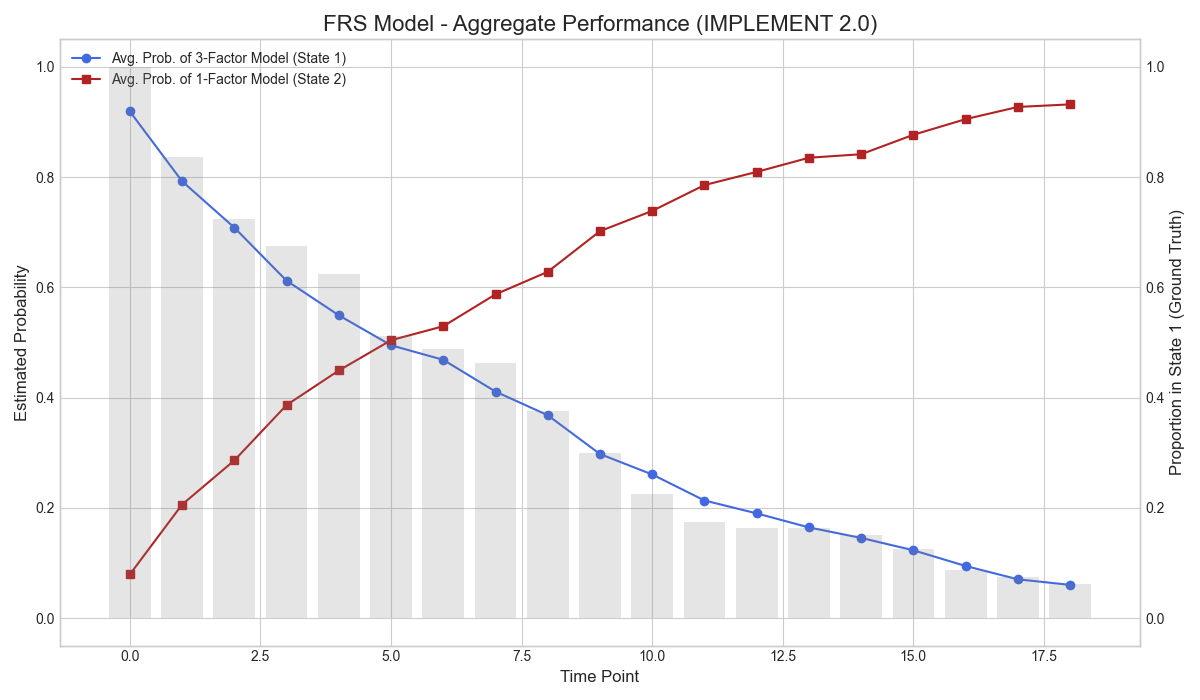 FRS Model - Aggregate Performance (IMPLEMENT 2.0)
Avg. Prob. of 3-Factor Model (State 1)
Avg. Prob. of 1-Factor Model (State 2)
Estimated Probability
1.0
0.8
0.6
0.4
0.2
0.0
1.0
0.8
0.6
0.4
0.2
0.0
Proportion in State 1 (Ground Truth)
0.0 2.5 5.0 7.5 10.0 12.5 15.0 17.5
Time Point